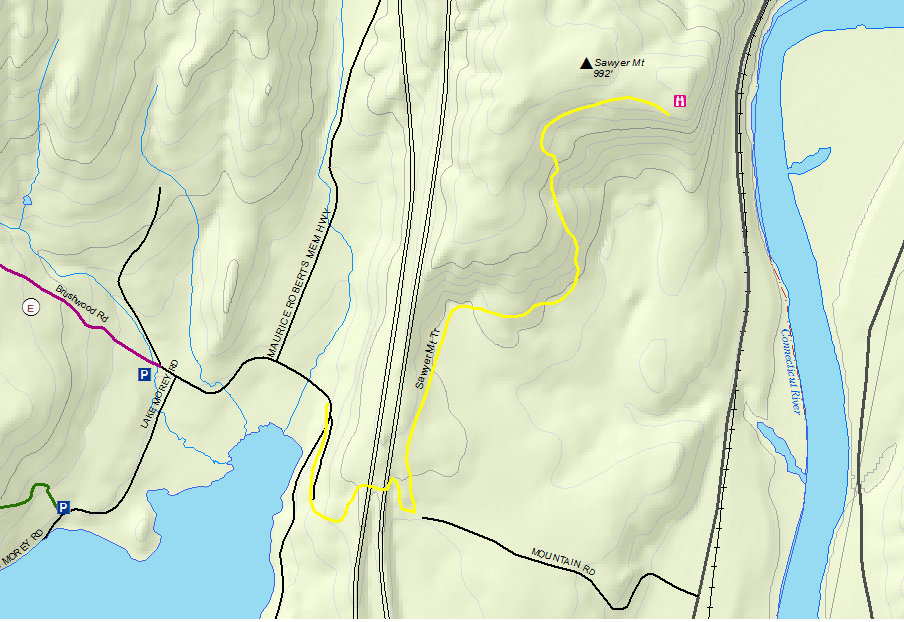 Sawyer Mt
992'
MAURICE ROBERTS MEM HWY
Brushwood Rd
E
Sawyer Mt Tr
Connecticut River
P
LAKE MOREY RD
P
MOREY RD
MOUNTAIN RD